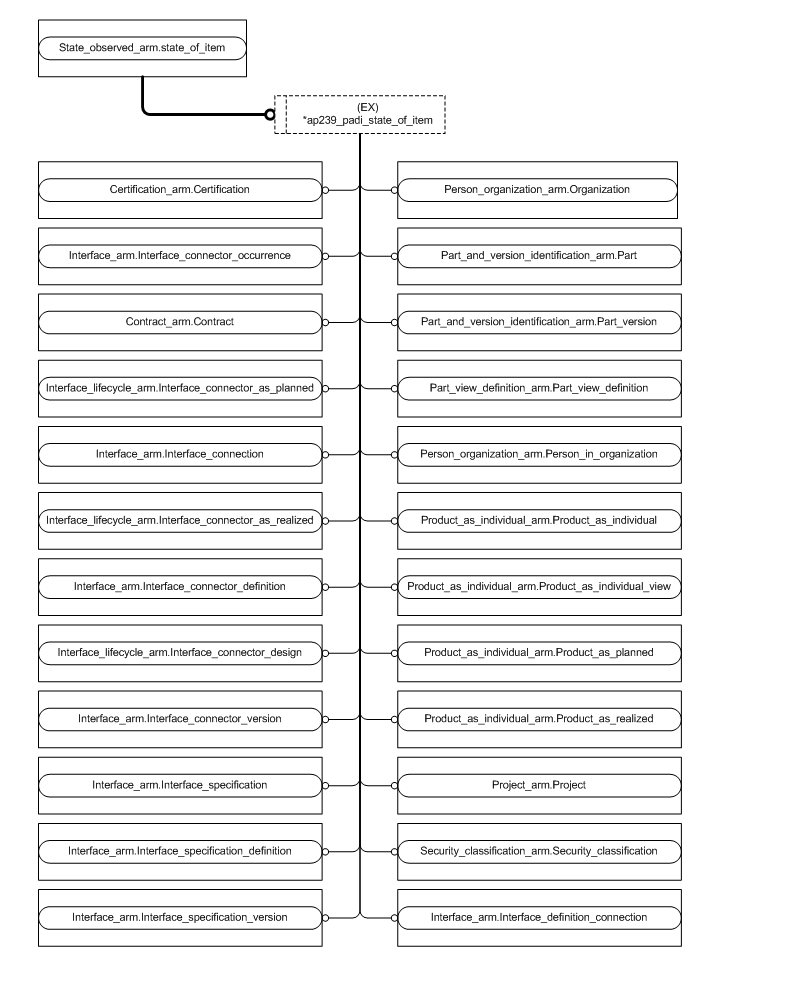 State_observed_arm.state_of_item
(EX)
*ap239_padi_state_of_item
Certification_arm.Certification
Person_organization_arm.Organization
Interface_arm.Interface_connector_occurrence
Part_and_version_identification_arm.Part
Contract_arm.Contract
Part_and_version_identification_arm.Part_version
Interface_lifecycle_arm.Interface_connector_as_planned
Part_view_definition_arm.Part_view_definition
Interface_arm.Interface_connection
Person_organization_arm.Person_in_organization
Interface_lifecycle_arm.Interface_connector_as_realized
Product_as_individual_arm.Product_as_individual
Interface_arm.Interface_connector_definition
Product_as_individual_arm.Product_as_individual_view
Interface_lifecycle_arm.Interface_connector_design
Product_as_individual_arm.Product_as_planned
Interface_arm.Interface_connector_version
Product_as_individual_arm.Product_as_realized
Interface_arm.Interface_specification
Project_arm.Project
Interface_arm.Interface_specification_definition
Security_classification_arm.Security_classification
Interface_arm.Interface_specification_version
Interface_arm.Interface_definition_connection